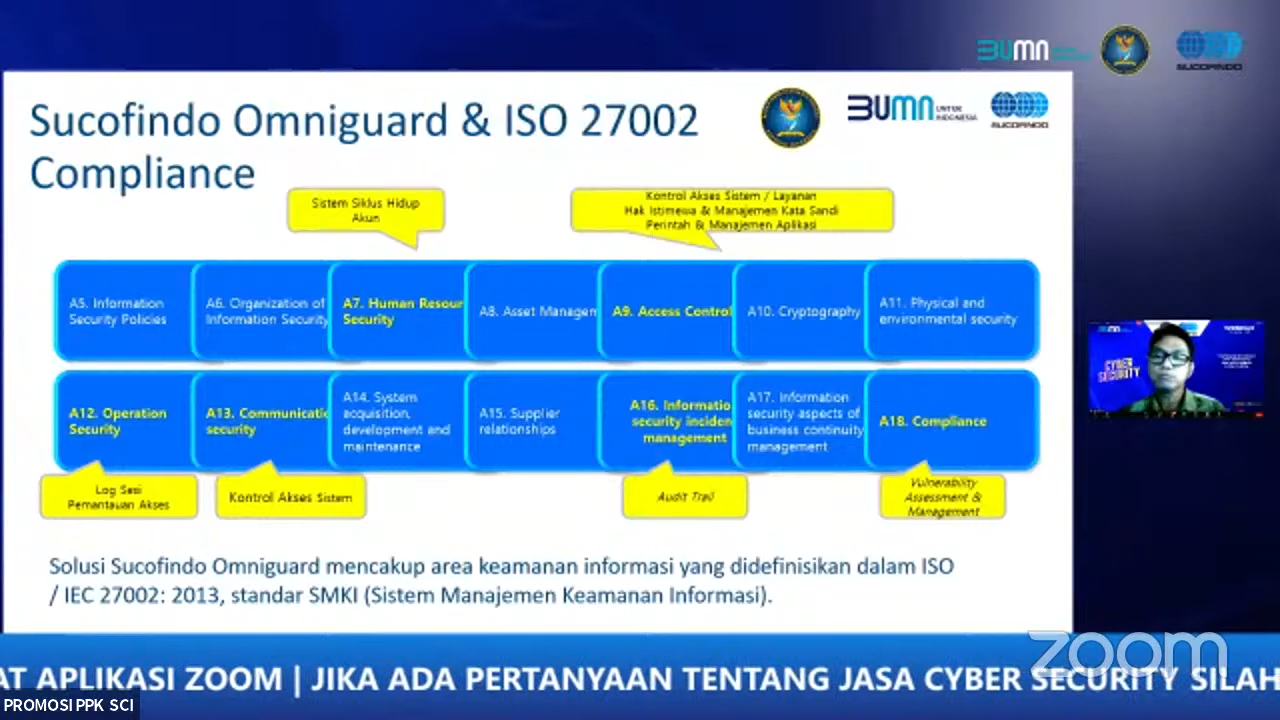 BUMN
SUCOFINDO
Sucofindo Omniguard & ISO 27002
Compliance
BUMN UNTUK
INDONESIA
SUCOFINDO
Sistem Siklus Hidup
Akun
Kontrol Akses Sistem / Layanan
Hak Istimewa & Manajemen Kata Sandi
Perintah & Manajemen Aplikasi
A5. Information
Security Policies
A6. Organization of
Information Security
A7. Human Resour
Security
A8. Asset Managen
A9. Access Control
A10. Cryptography
A11. Physical and
environmental security
A12. Operation
Security
A13. Communicatio
security
A14. System
acquisition,
development and
maintenance
A15. Supplier
relationships
A16. Informatio
security inciden
management
A17. Information
security aspects of
business continuity
management
A18. Compliance
Log Sesi
Pemantauan Akses
Kontrol Akses Sistem
Audit Trail
Vulnerability
Assessment &
Management
CYBER
SECURITY
Solusi Sucofindo Omniguard mencakup area keamanan informasi yang didefinisikan dalam ISO
/ IEC 27002: 2013, standar SMKI (Sistem Manajemen Keamanan Informasi).
zoom
AT APLIKASI ZOOM | JIKA ADA PERTANYAAN TENTANG JASA CYBER SECURITY SILAH
PROMOSI PPK SCI